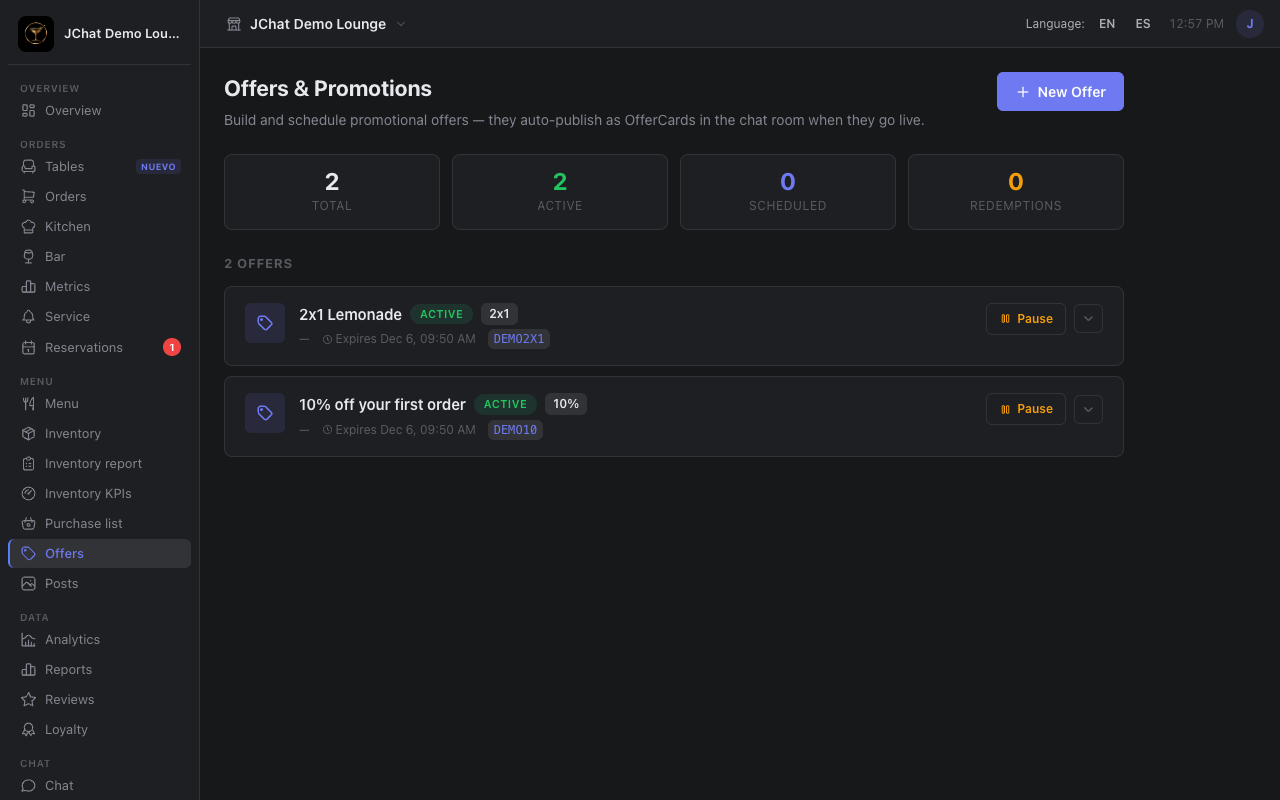 JChat Demo Lou...
OVERVIEW
Overview
ORDERS
Tables NUEVO
Orders
Kitchen
Bar
Metrics
Service
Reservations 1
MENU
Menu
Inventory
Inventory report
Inventory KPIs
Purchase list
Offers
Posts
DATA
Analytics
Reports
Reviews
Loyalty
CHAT
Chat
JChat Demo Lounge
Language: EN ES 12:57 PM J
Offers & Promotions
Build and schedule promotional offers — they auto-publish as OfferCards in the chat room when they go live.
+ New Offer
2
TOTAL
2
ACTIVE
0
SCHEDULED
0
REDEMPTIONS
2 OFFERS
2x1 Lemonade ACTIVE 2x1
— Expires Dec 6, 09:50 AM DEMO2X1
Pause
10% off your first order ACTIVE 10%
— Expires Dec 6, 09:50 AM DEMO10
Pause